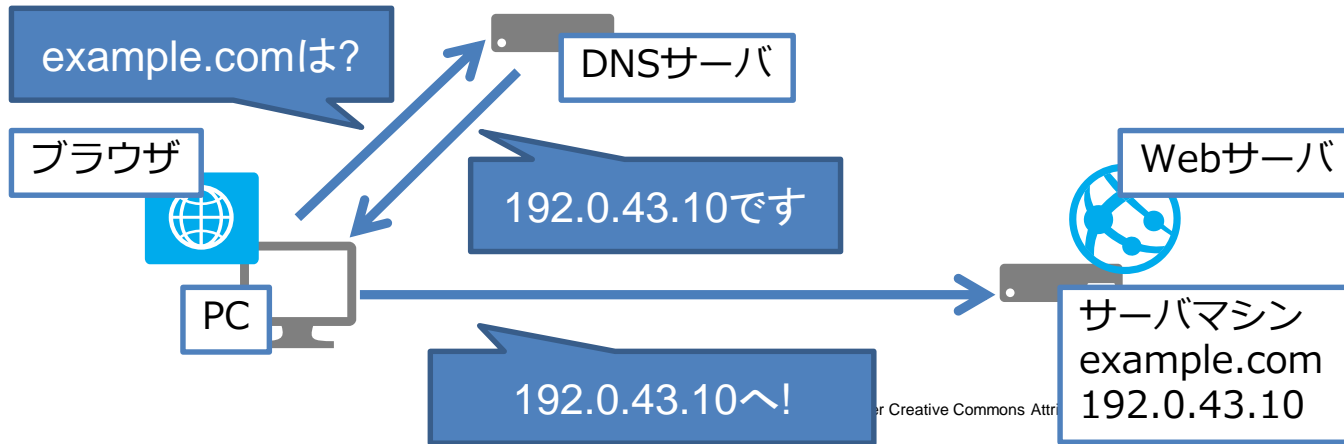 example.comは?
DNSサーバ
ブラウザ
192.0.43.10です
Webサーバ
PC
サーバマシン
example.com
192.0.43.10
192.0.43.10へ!
Creative Commons